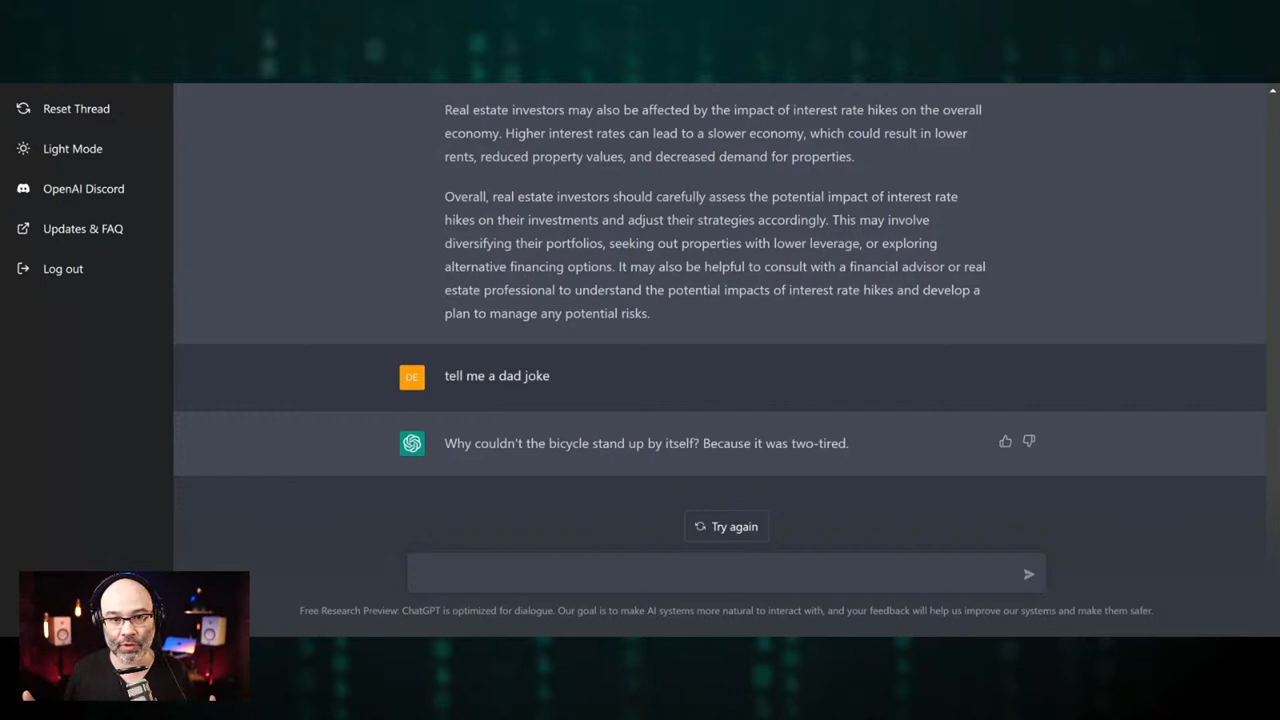 Reset Thread
Light Mode
OpenAI Discord
Updates & FAQ
Log out
Real estate investors may also be affected by the impact of interest rate hikes on the overall
economy. Higher interest rates can lead to a slower economy, which could result in lower
rents, reduced property values, and decreased demand for properties.
Overall, real estate investors should carefully assess the potential impact of interest rate
hikes on their investments and adjust their strategies accordingly. This may involve
diversifying their portfolios, seeking out properties with lower leverage, or exploring
alternative financing options. It may also be helpful to consult with a financial advisor or real
estate professional to understand the potential impacts of interest rate hikes and develop a
plan to manage any potential risks.
DE
tell me a dad joke
Why couldn't the bicycle stand up by itself? Because it was two-tired.
Try again
Free Research Preview: ChatGPT is optimized for dialogue. Our goal is to make AI systems more natural to interact with, and your feedback will help us improve our systems and make them safer.